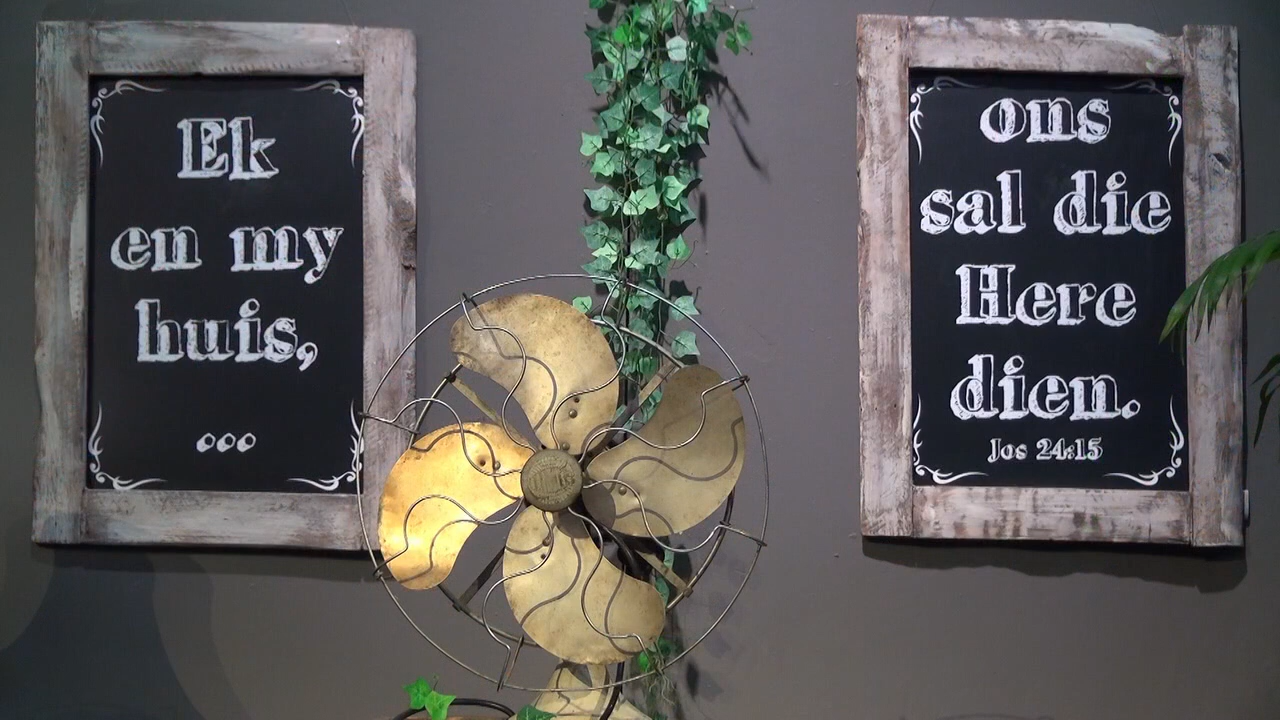 Ek
en my
huis,
...
ons
sal die
Here
dien.
Jos 24:15